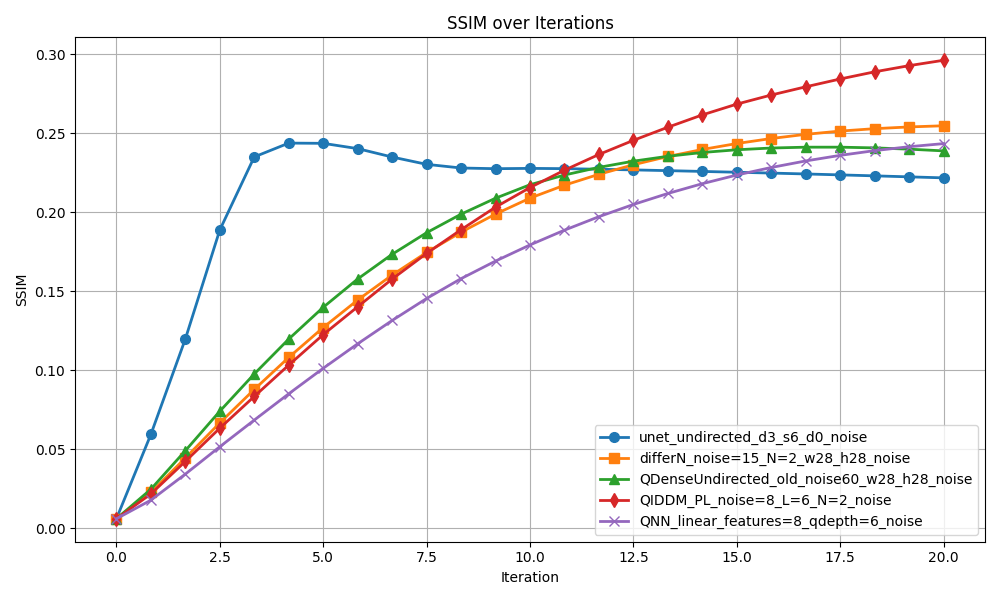 SSIM over Iterations
SSIM
0.30
0.25
0.20
0.15
0.10
0.05
0.00
unet_undirected_d3_s6_d0_noise
differN_noise=15_N=2_w28_h28_noise
QDenseUndirected_old_noise60_w28_h28_noise
QIDDM_PL_noise=8_L=6_N=2_noise
QNN_linear_features=8_qdepth=6_noise
0.0 2.5 5.0 7.5 10.0 12.5 15.0 17.5 20.0
Iteration